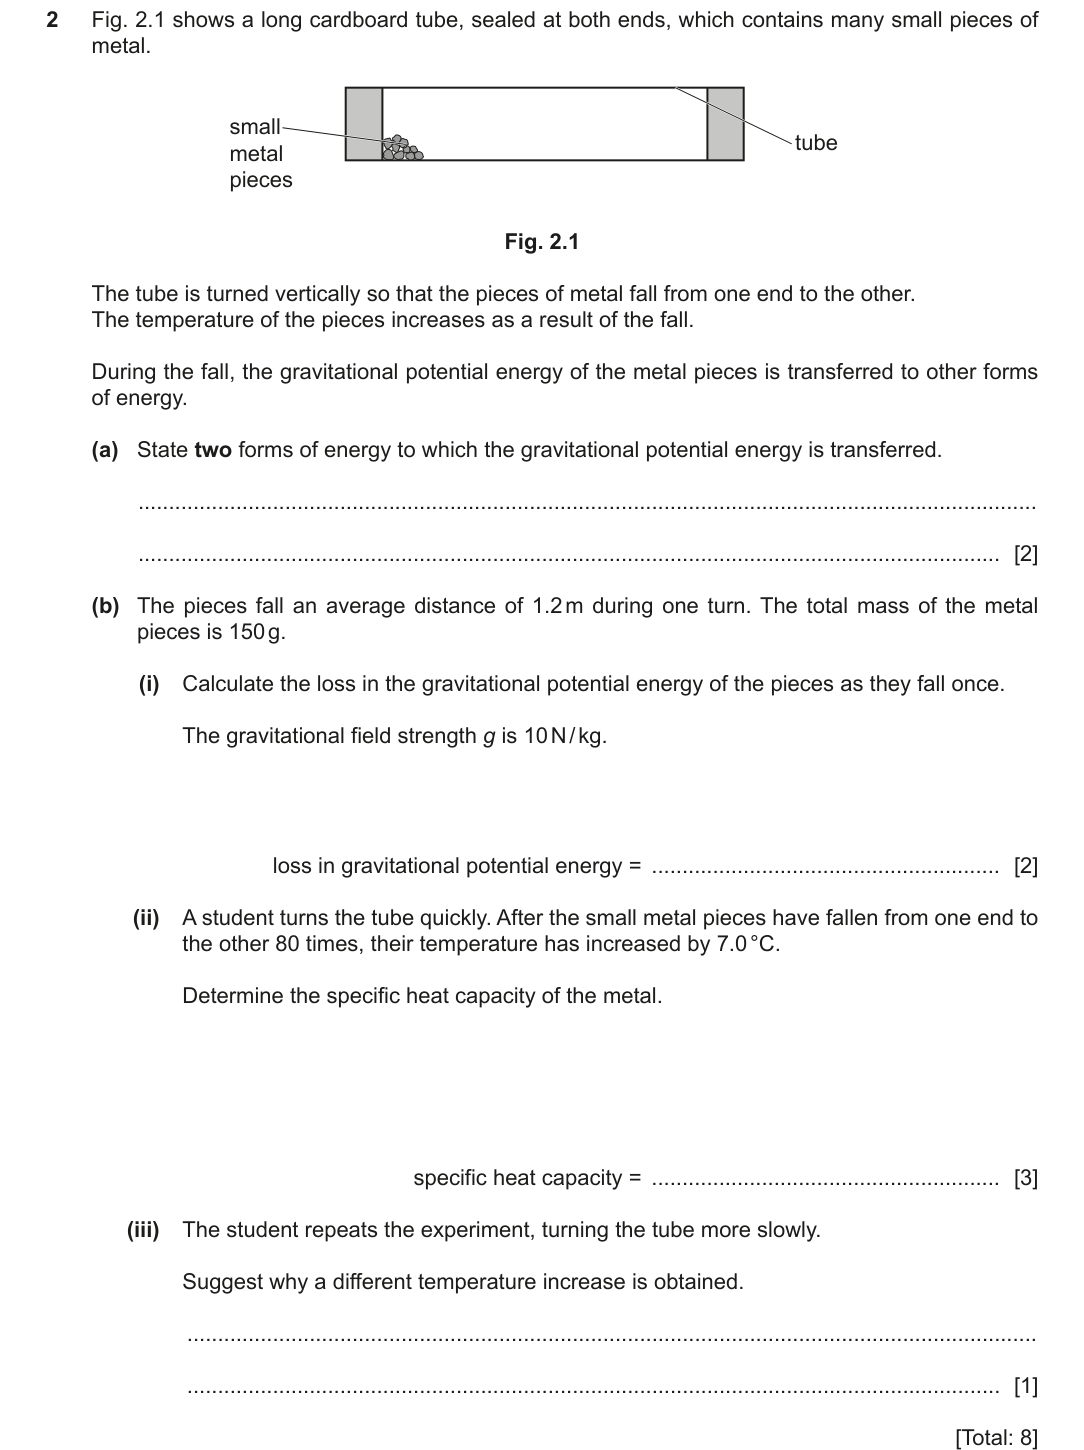 2 Fig. 2.1 shows a long cardboard tube, sealed at both ends, which contains many small pieces of
metal.
small
metal
pieces
tube
Fig. 2.1
The tube is turned vertically so that the pieces of metal fall from one end to the other.
The temperature of the pieces increases as a result of the fall.
During the fall, the gravitational potential energy of the metal pieces is transferred to other forms
of energy.
(a) State two forms of energy to which the gravitational potential energy is transferred.
..........................................................................................
.......................................................................................... [2]
(b) The pieces fall an average distance of 1.2 m during one turn. The total mass of the metal
pieces is 150 g.
(i) Calculate the loss in the gravitational potential energy of the pieces as they fall once.
The gravitational field strength g is 10 N / kg.
loss in gravitational potential energy = ......................................................... [2]
(ii) A student turns the tube quickly. After the small metal pieces have fallen from one end to
the other 80 times, their temperature has increased by 7.0 °C.
Determine the specific heat capacity of the metal.
specific heat capacity = ......................................................... [3]
(iii) The student repeats the experiment, turning the tube more slowly.
Suggest why a different temperature increase is obtained.
..........................................................................................
.......................................................................................... [1]
[Total: 8]